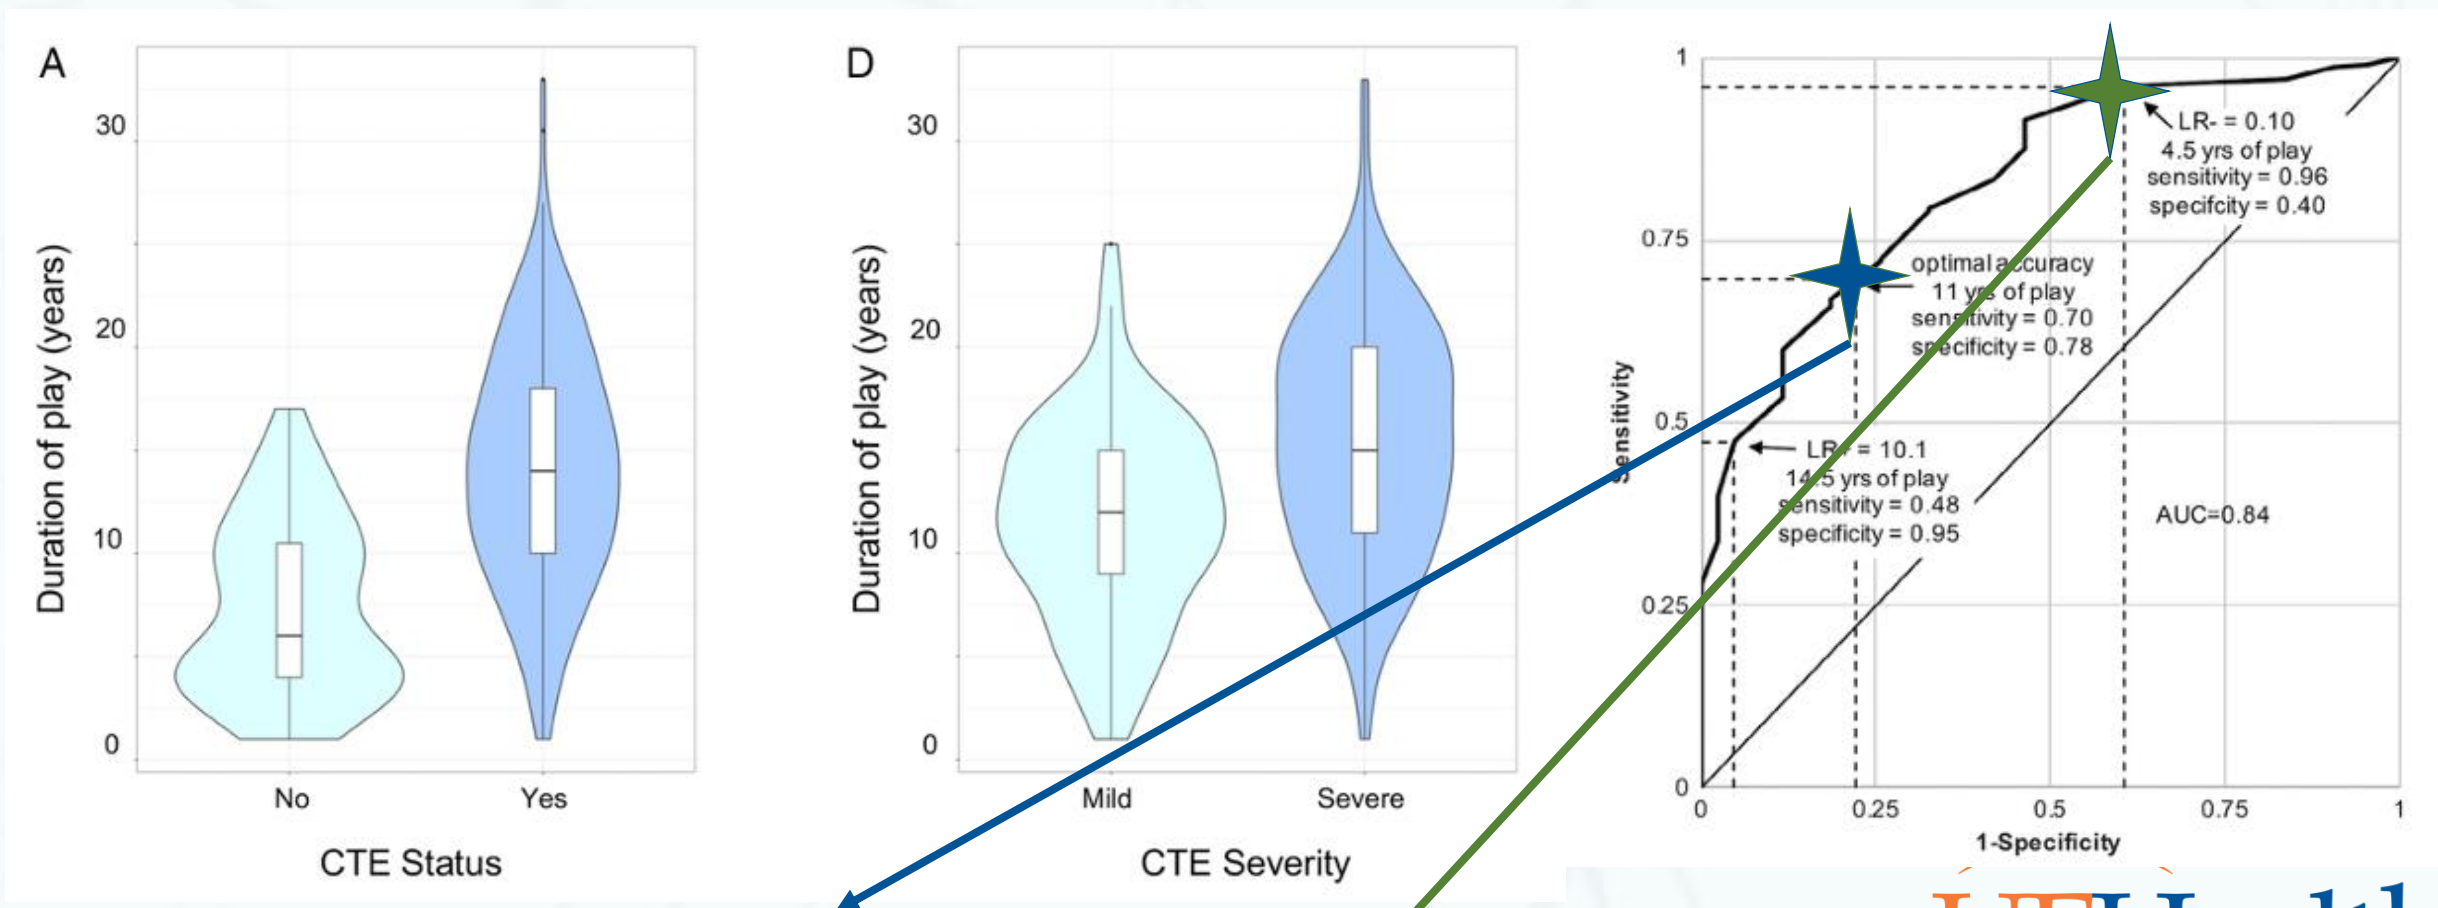 A
Duration of play (years)
30
20
10
0
No
Yes
CTE Status
D
Duration of play (years)
30
20
10
0
Mild
Severe
CTE Severity
Sensitivity
1
0.75
0.5
0.25
0
LR- = 0.10
4.5 yrs of play
sensitivity = 0.96
specifcity = 0.40
optimal accuracy
11 yrs of play
sensitivity = 0.70
specificity = 0.78
LR+ = 10.1
14.5 yrs of play
sensitivity = 0.48
specificity = 0.95
AUC=0.84
0
0.25
0.5
0.75
1
1-Specificity